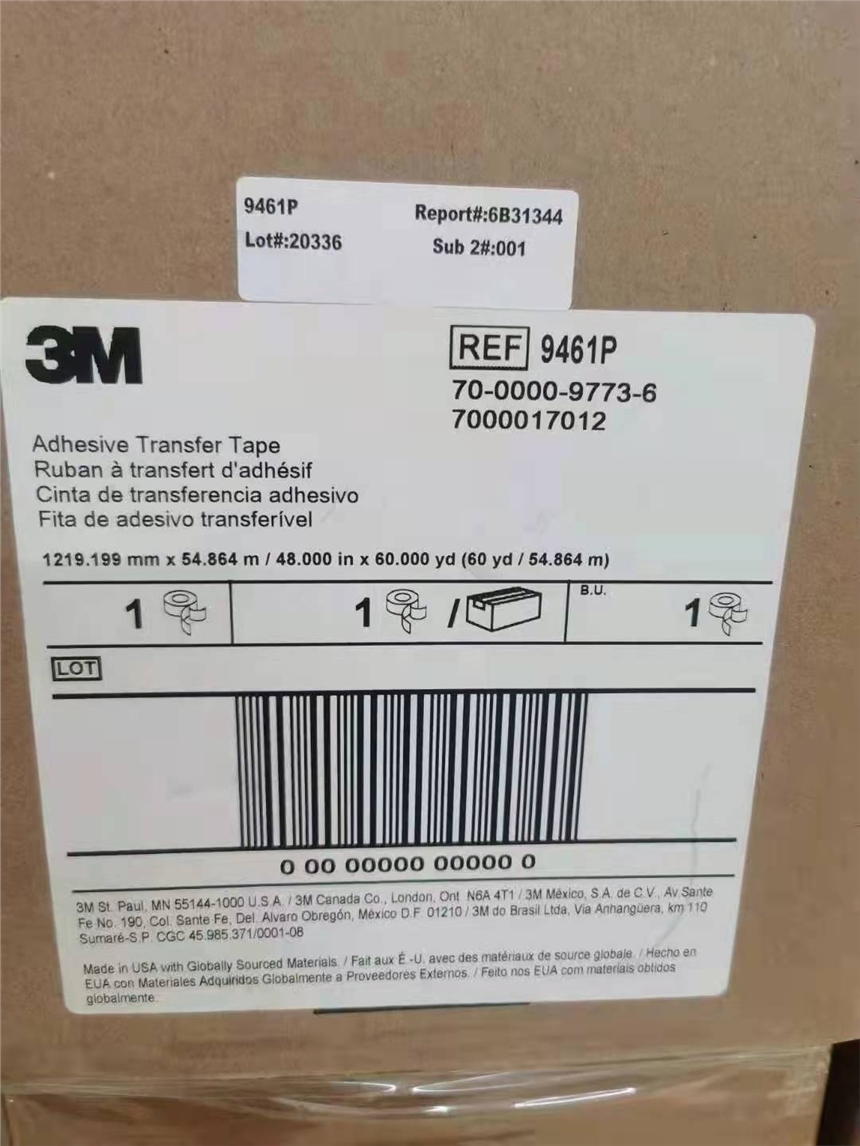 9461P Report#:6B31344
Lot#:20336 Sub 2#:001
3M
REF 9461P
70-0000-9773-6
7000017012
Adhesive Transfer Tape
Ruban à transfert d'adhésif
Cinta de transferencia adhesivo
Fita de adesivo transferível
1219.199 mm x 54.864 m / 48.000 in x 60.000 yd (60 yd / 54.864 m)
1 1 / B.U. 1
LOT
0 00 00000 00000 0
3M St. Paul, MN 55144-1000 U.S.A. / 3M Canada Co., London, Ont N6A 4T1 / 3M México, S.A. de C.V., Av Sante
Fe No. 190, Col. Sante Fe, Del. Alvaro Obregón, México D.F. 01210 / 3M do Brasil Ltda, Via Anhangüera, km 110
Sumaré-S.P. CGC 45.985.371/0001-08
Made in USA with Globally Sourced Materials. / Fait aux É.-U. avec des matériaux de source globale. / Hecho en
EUA con Materiales Adquiridos Globalmente a Proveedores Externos. / Feito nos EUA com materiais obtidos
globalmente.